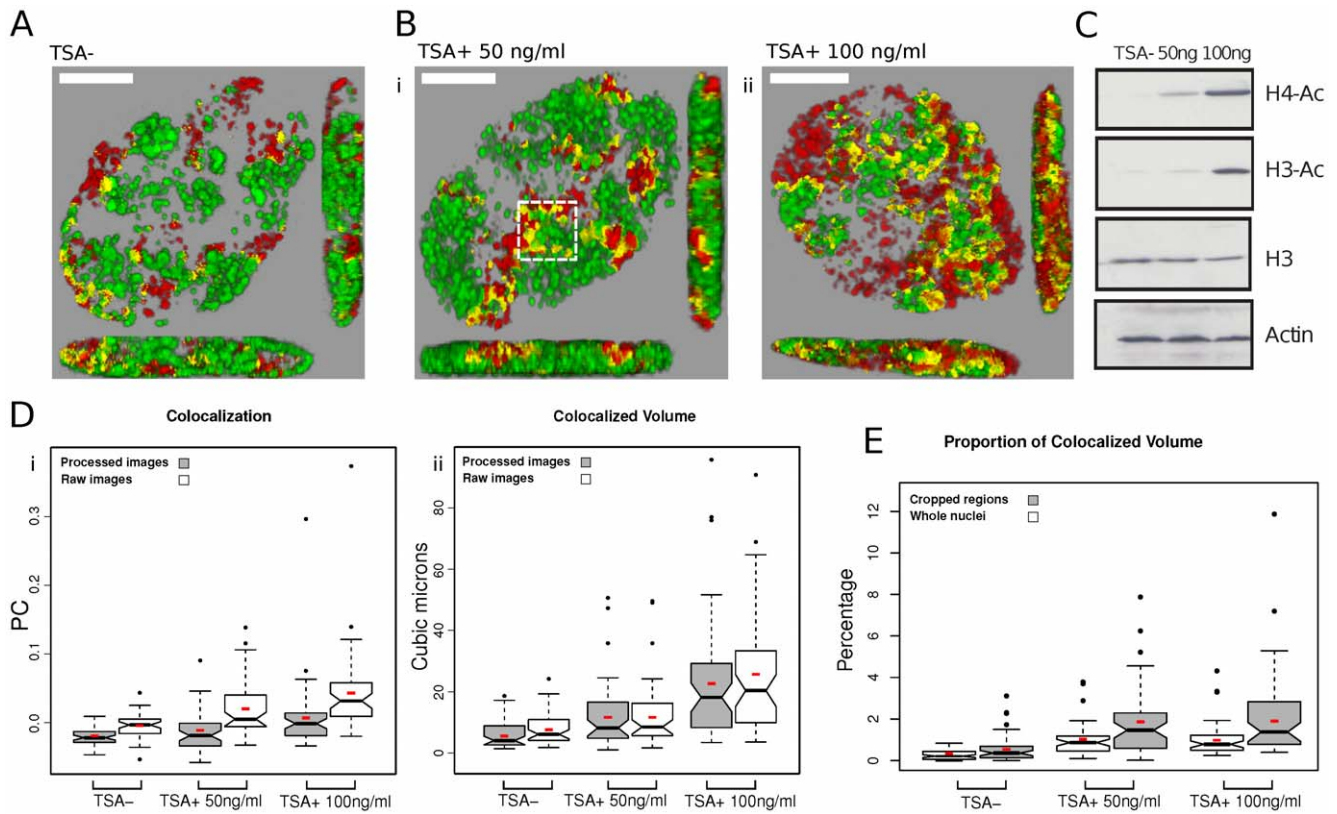 A
TSA-
B
TSA+ 50 ng/ml
i
TSA+ 100 ng/ml
ii
C
TSA- 50ng 100ng
H4-Ac
H3-Ac
H3
Actin
D
Colocalization
i
Processed images
Raw images
PC
0.3
0.2
0.1
0.0
TSA–
TSA+ 50ng/ml
TSA+ 100ng/ml
Colocalized Volume
ii
Processed images
Raw images
Cubic microns
80
60
40
20
0
TSA–
TSA+ 50ng/ml
TSA+ 100ng/ml
E
Proportion of Colocalized Volume
Cropped regions
Whole nuclei
Percentage
12
10
8
6
4
2
0
TSA–
TSA+ 50ng/ml
TSA+ 100ng/ml